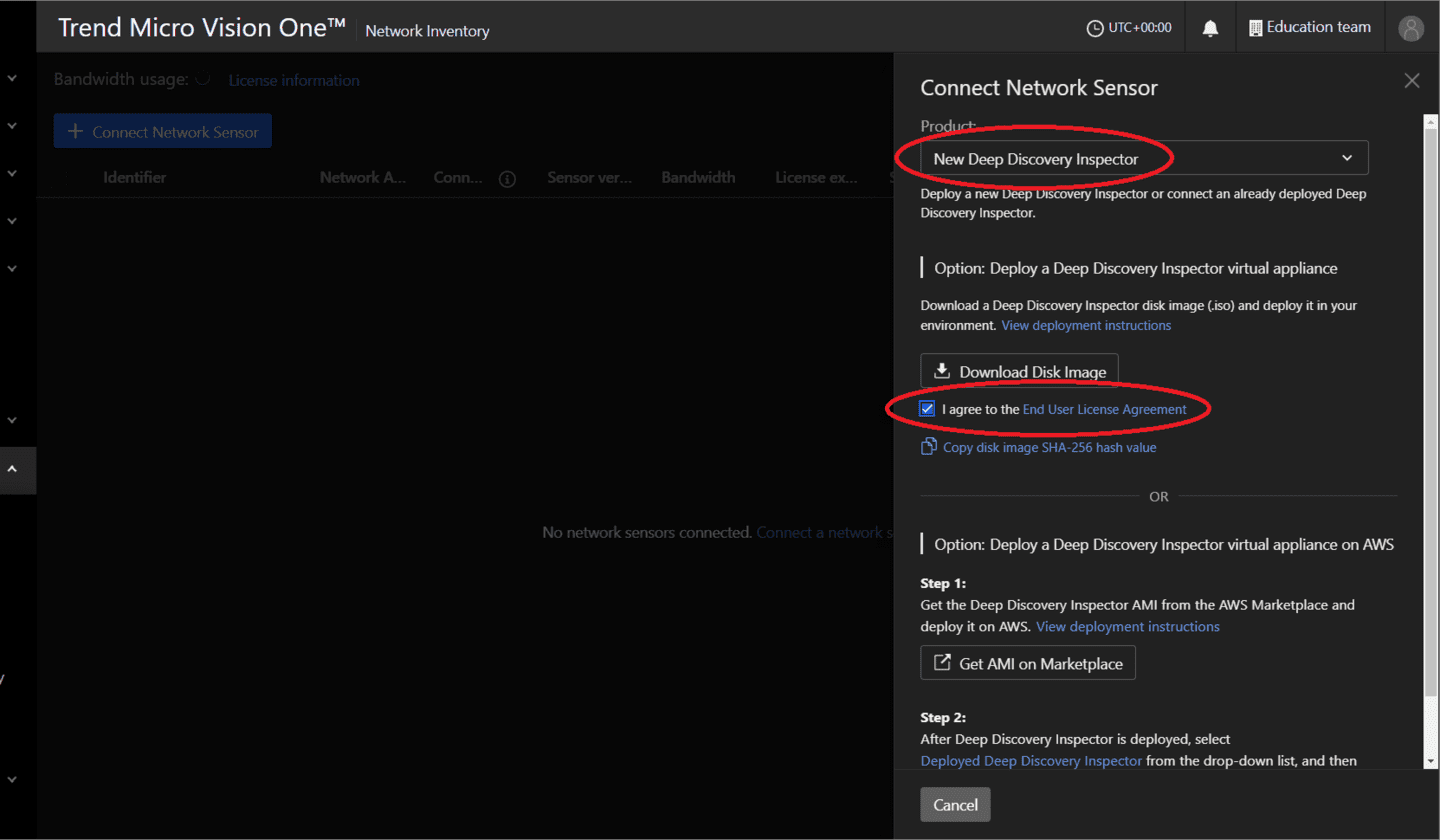 Trend Micro Vision One™ Network Inventory
UTC+00:00
Education team
Bandwidth usage: License information
+ Connect Network Sensor
Identifier Network A... Conn... Sensor ver... Bandwidth License ex...
No network sensors connected. Connect a network s
Connect Network Sensor
Product:
New Deep Discovery Inspector
Deploy a new Deep Discovery Inspector or connect an already deployed Deep
Discovery Inspector.
Option: Deploy a Deep Discovery Inspector virtual appliance
Download a Deep Discovery Inspector disk image (.iso) and deploy it in your
environment. View deployment instructions
Download Disk Image
I agree to the End User License Agreement
Copy disk image SHA-256 hash value
OR
Option: Deploy a Deep Discovery Inspector virtual appliance on AWS
Step 1:
Get the Deep Discovery Inspector AMI from the AWS Marketplace and
deploy it on AWS. View deployment instructions
Get AMI on Marketplace
Step 2:
After Deep Discovery Inspector is deployed, select
Deployed Deep Discovery Inspector from the drop-down list, and then
Cancel